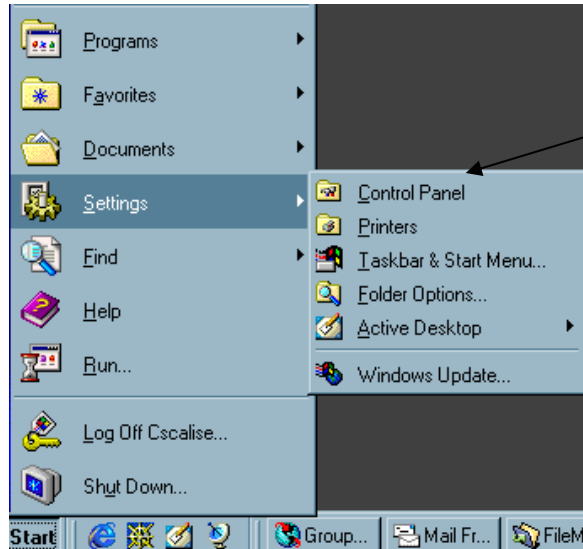 Programs
Favorites
Documents
Settings
Find
Help
Run...
Log Off Cscalise...
Shut Down...
Control Panel
Printers
Taskbar & Start Menu...
Folder Options...
Active Desktop
Windows Update...
Start Group... Mail Fr... FileM